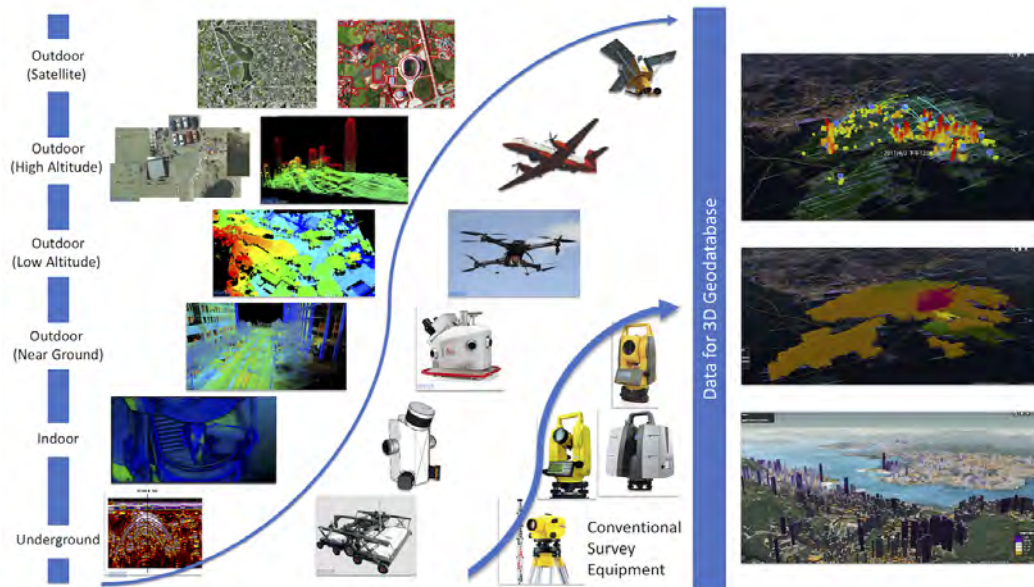 Outdoor
(Satellite)
Outdoor
(High Altitude)
Outdoor
(Low Altitude)
Outdoor
(Near Ground)
Indoor
Underground
Conventional
Survey
Equipment
Data for 3D Geodatabase